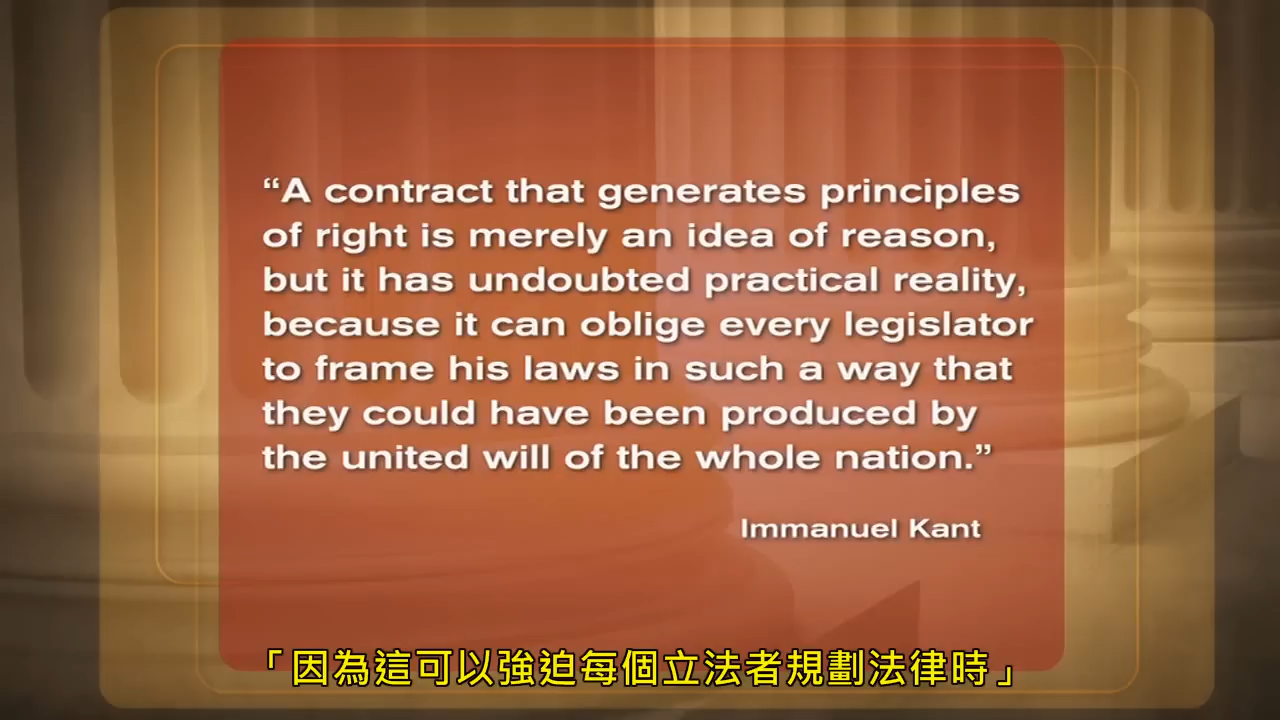 “A contract that generates principles
of right is merely an idea of reason,
but it has undoubted practical reality,
because it can oblige every legislator
to frame his laws in such a way that
they could have been produced by
the united will of the whole nation.”
Immanuel Kant
「因為這可以強迫每個立法者規劃法律時」